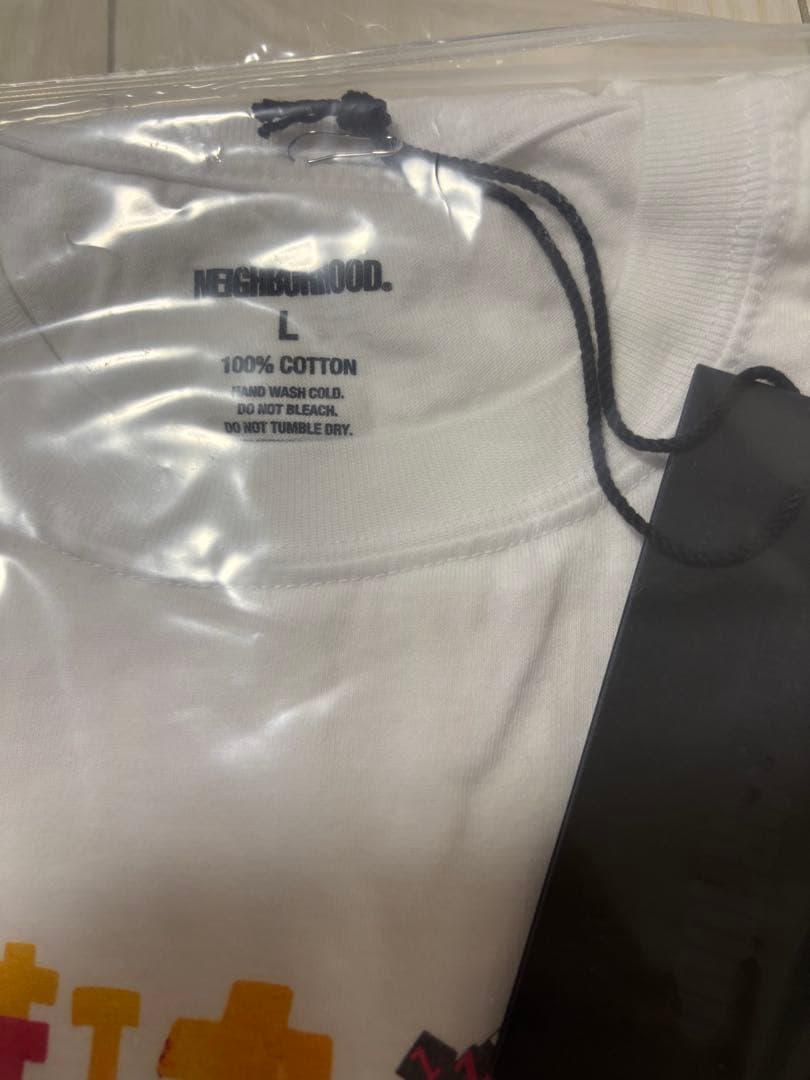 NEIGHBORHOOD.
L
100% COTTON
HAND WASH COLD.
DO NOT BLEACH.
DO NOT TUMBLE DRY.